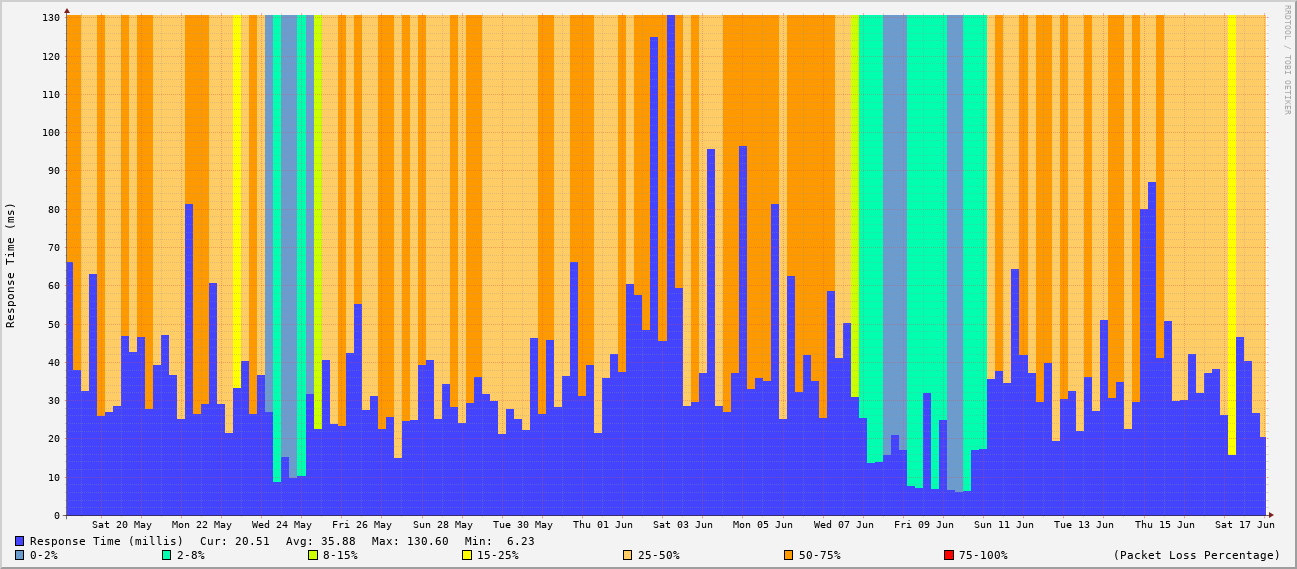 RRDTOOL / TOBI OETIKER
Response Time (ms)
130
120
110
100
90
80
70
60
50
40
30
20
10
0
Sat 20 May Mon 22 May Wed 24 May Fri 26 May Sun 28 May Tue 30 May Thu 01 Jun Sat 03 Jun Mon 05 Jun Wed 07 Jun Fri 09 Jun Sun 11 Jun Tue 13 Jun Thu 15 Jun Sat 17 Jun
Response Time (millis) Cur: 20.51 Avg: 35.88 Max: 130.60 Min: 6.23
0-2% 2-8% 8-15% 15-25% 25-50% 50-75% 75-100% (Packet Loss Percentage)